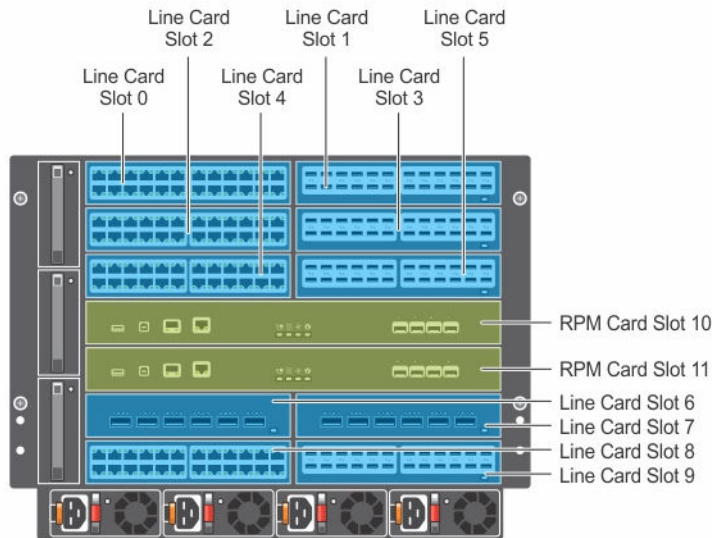 Line Card
Slot 2
Line Card
Slot 1
Line Card
Slot 5
Line Card
Slot 0
Line Card
Slot 4
Line Card
Slot 3
RPM Card Slot 10
RPM Card Slot 11
Line Card Slot 6
Line Card Slot 7
Line Card Slot 8
Line Card Slot 9